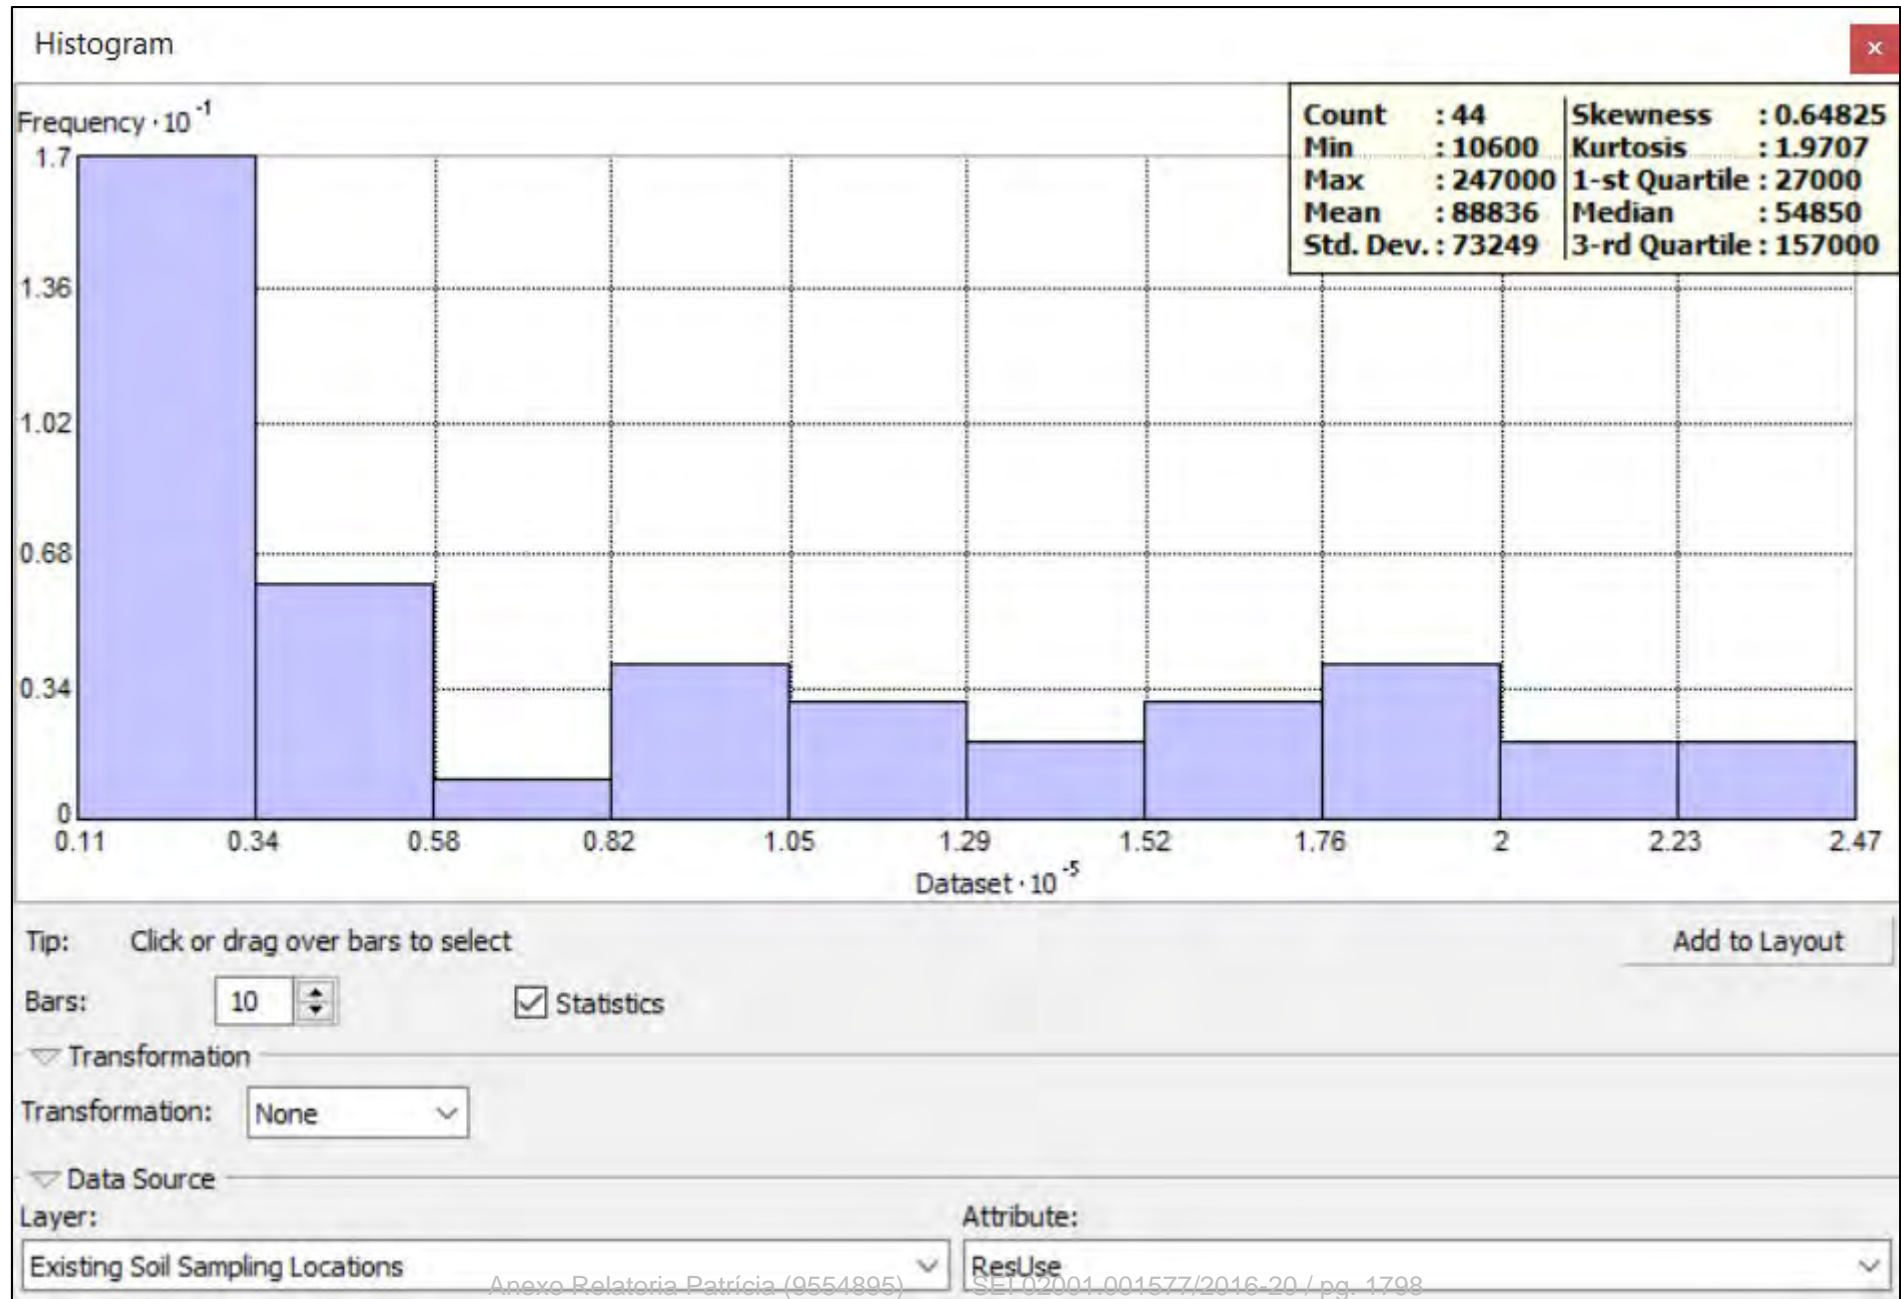 Histogram
x
Frequency · 10 -1
Count : 44 Skewness : 0.64825
Min : 10600 Kurtosis : 1.9707
Max : 247000 1-st Quartile : 27000
Mean : 88836 Median : 54850
Std. Dev. : 73249 3-rd Quartile : 157000
1.7
1.36
1.02
0.68
0.34
0
0.11 0.34 0.58 0.82 1.05 1.29 1.52 1.76 2 2.23 2.47
Dataset · 10 -5
Tip: Click or drag over bars to select Add to Layout
Bars: 10 Statistics
Transformation
Transformation: None
Data Source
Layer: Attribute:
Existing Soil Sampling Locations ResUse
Anexo Relatoria Patrícia (9554895) SEI 02001.001577/2016-20 / pg. 1798